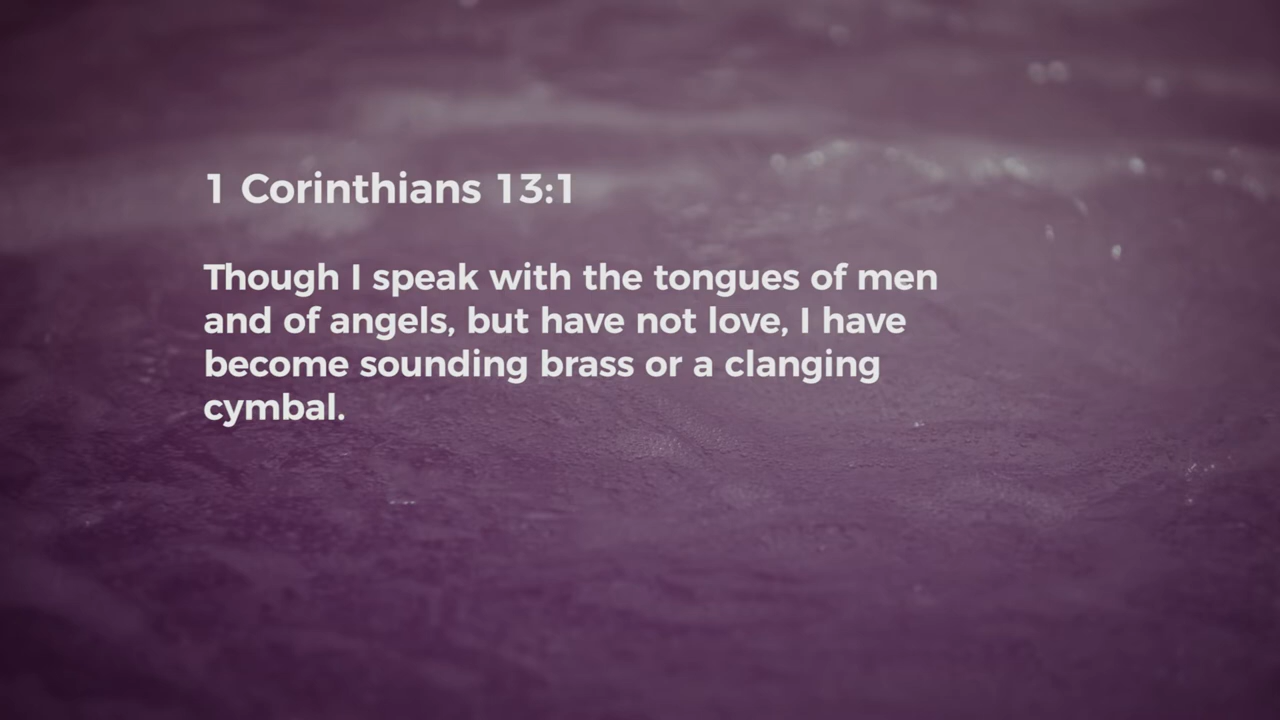 1 Corinthians 13:1
Though I speak with the tongues of men
and of angels, but have not love, I have
become sounding brass or a clanging
cymbal.